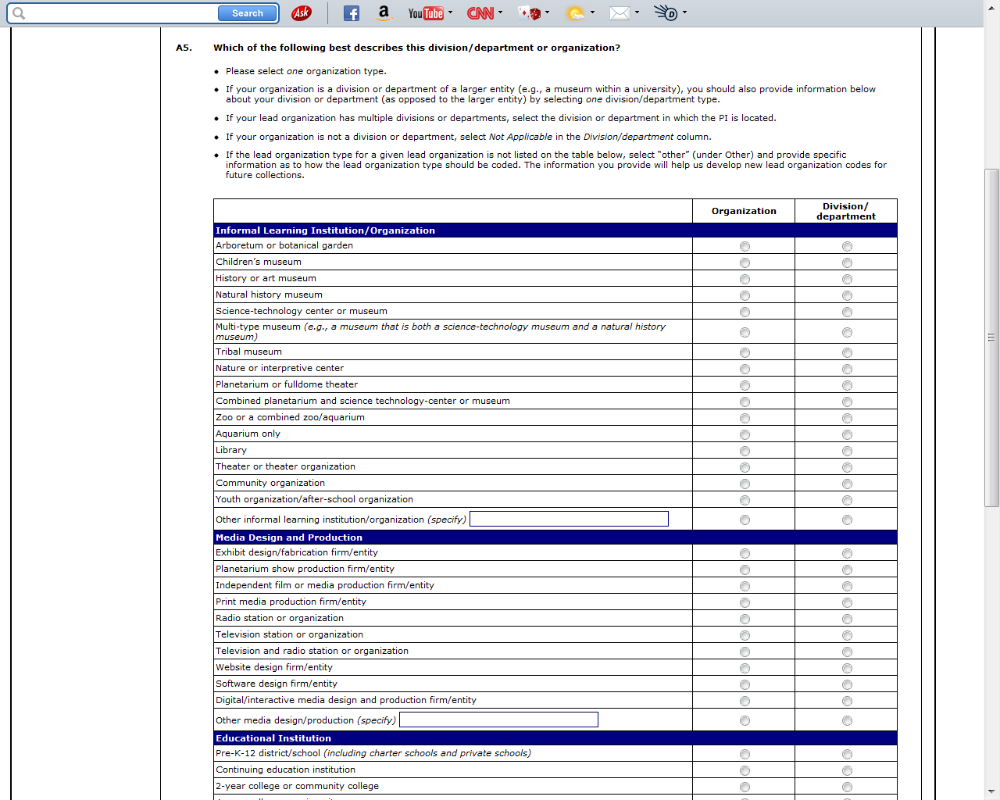 Search
Ask
f
a
YouTube
CNN
D
A5. Which of the following best describes this division/department or organization?
• Please select one organization type.
• If your organization is a division or department of a larger entity (e.g., a museum within a university), you should also provide information below
about your division or department (as opposed to the larger entity) by selecting one division/department type.
• If your lead organization has multiple divisions or departments, select the division or department in which the PI is located.
• If your organization is not a division or department, select Not Applicable in the Division/department column.
• If the lead organization type for a given lead organization is not listed on the table below, select “other” (under Other) and provide specific
information as to how the lead organization type should be coded. The information you provide will help us develop new lead organization codes for
future collections.
Organization
Division/
department
Informal Learning Institution/Organization
Arboretum or botanical garden
Children’s museum
History or art museum
Natural history museum
Science-technology center or museum
Multi-type museum (e.g., a museum that is both a science-technology museum and a natural history
museum)
Tribal museum
Nature or interpretive center
Planetarium or fulldome theater
Combined planetarium and science technology-center or museum
Zoo or a combined zoo/aquarium
Aquarium only
Library
Theater or theater organization
Community organization
Youth organization/after-school organization
Other informal learning institution/organization (specify)
Media Design and Production
Exhibit design/fabrication firm/entity
Planetarium show production firm/entity
Independent film or media production firm/entity
Print media production firm/entity
Radio station or organization
Television station or organization
Television and radio station or organization
Website design firm/entity
Software design firm/entity
Digital/interactive media design and production firm/entity
Other media design/production (specify)
Educational Institution
Pre-K-12 district/school (including charter schools and private schools)
Continuing education institution
2-year college or community college